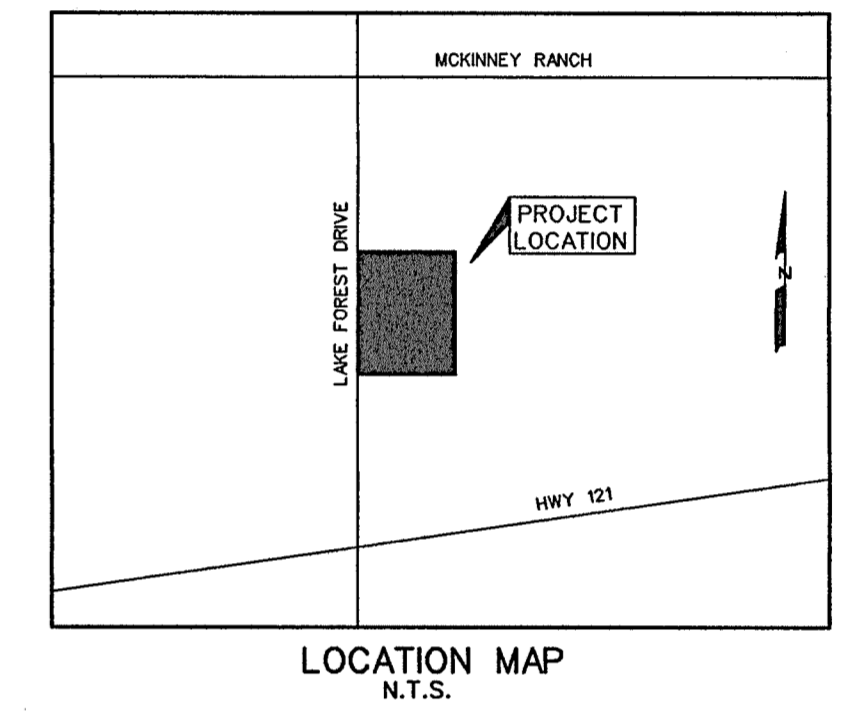 MCKINNEY RANCH
PROJECT
LOCATION
LAKE FOREST DRIVE
N
HWY 121
LOCATION MAP
N.T.S.